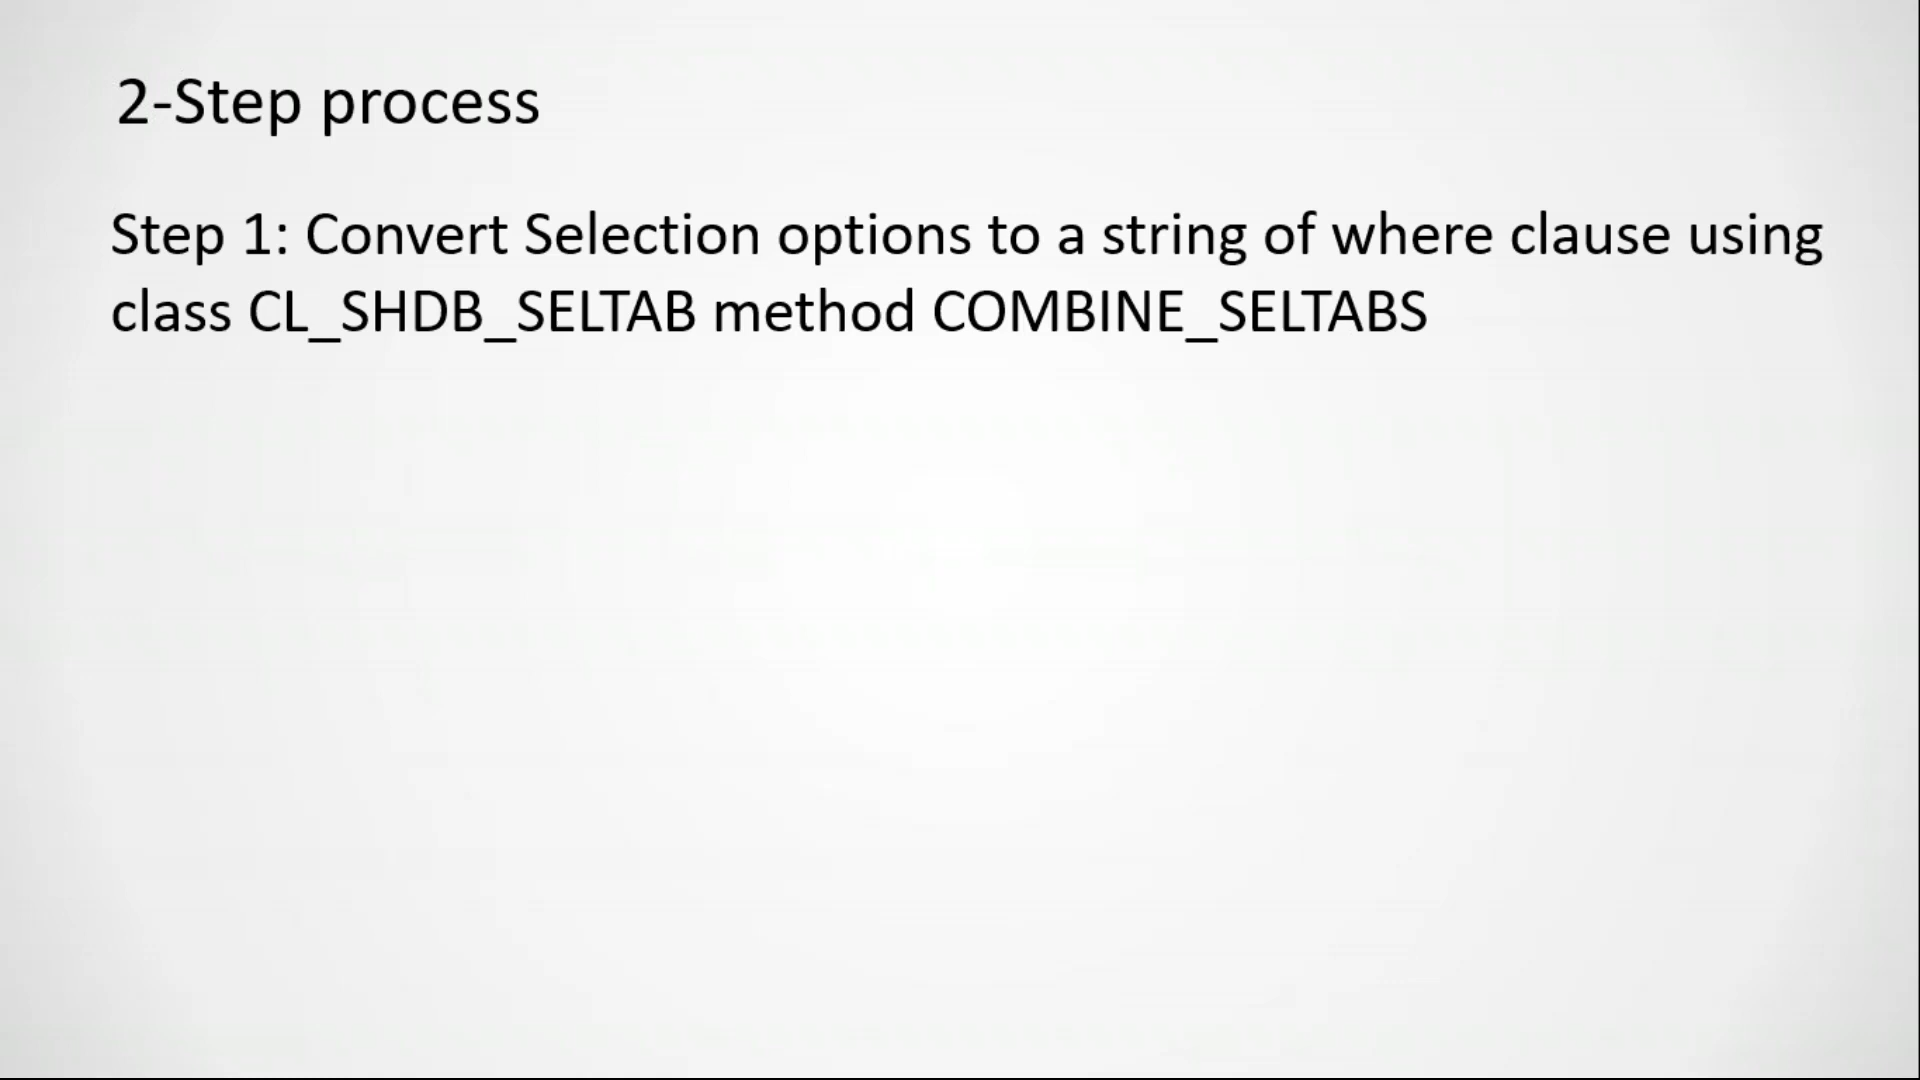 2-Step process
Step 1: Convert Selection options to a string of where clause using
class CL_SHDB_SELTAB method COMBINE_SELTABS